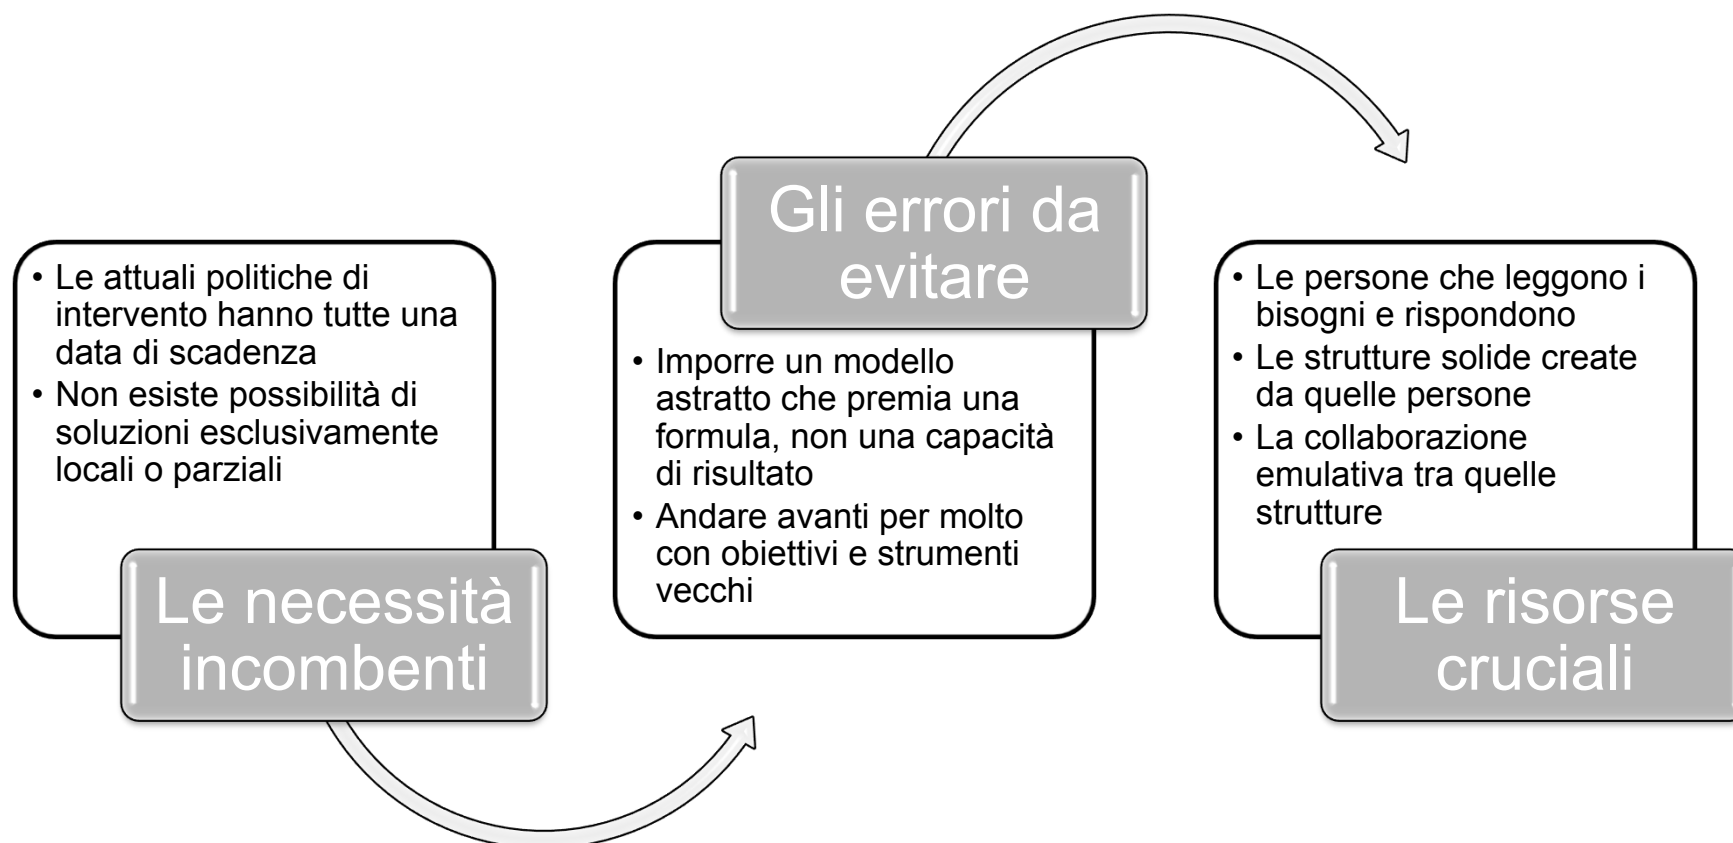 • Le attuali politiche di
intervento hanno tutte una
data di scadenza
• Non esiste possibilità di
soluzioni esclusivamente
locali o parziali
Le necessità
incombenti
Gli errori da
evitare
• Imporre un modello
astratto che premia una
formula, non una capacità
di risultato
• Andare avanti per molto
con obiettivi e strumenti
vecchi
• Le persone che leggono i
bisogni e rispondono
• Le strutture solide create
da quelle persone
• La collaborazione
emulativa tra quelle
strutture
Le risorse
cruciali